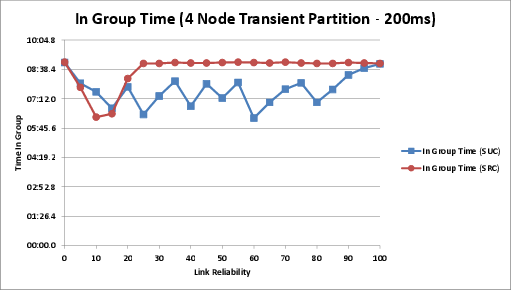 In Group Time (4 Node Transient Partition - 200ms)
10:04.8
08:38.4
07:12.0
05:45.6
04:19.2
02:52.8
01:26.4
00:00.0
Time In Group
0 10 20 30 40 50 60 70 80 90 100
Link Reliability
In Group Time (SUC)
In Group Time (SRC)